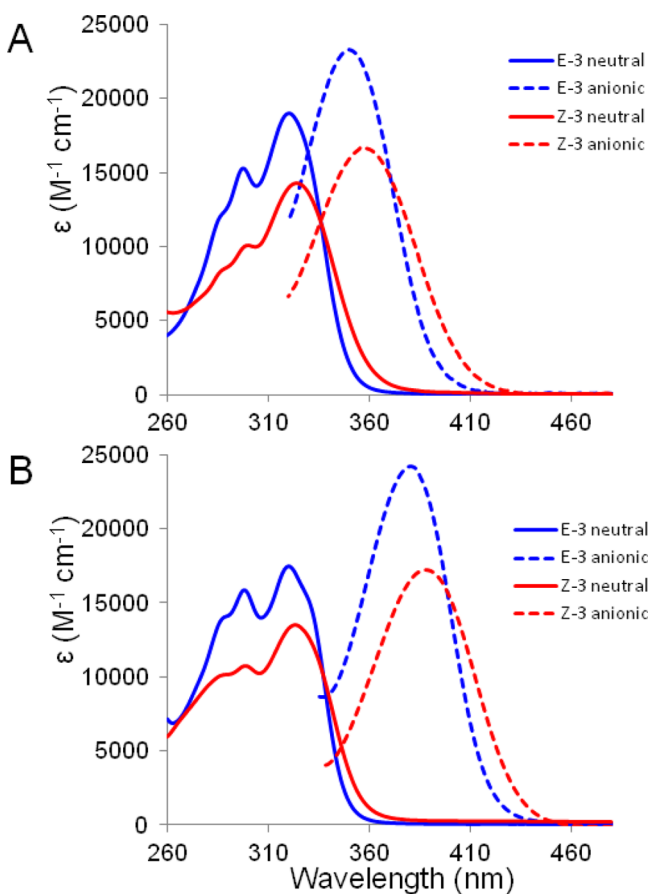 A
25000
20000
15000
10000
5000
0
ε (M⁻¹ cm⁻¹)
E-3 neutral
E-3 anionic
Z-3 neutral
Z-3 anionic
260 310 360 410 460
B
25000
20000
15000
10000
5000
0
ε (M⁻¹ cm⁻¹)
E-3 neutral
E-3 anionic
Z-3 neutral
Z-3 anionic
260 310 360 410 460
Wavelength (nm)